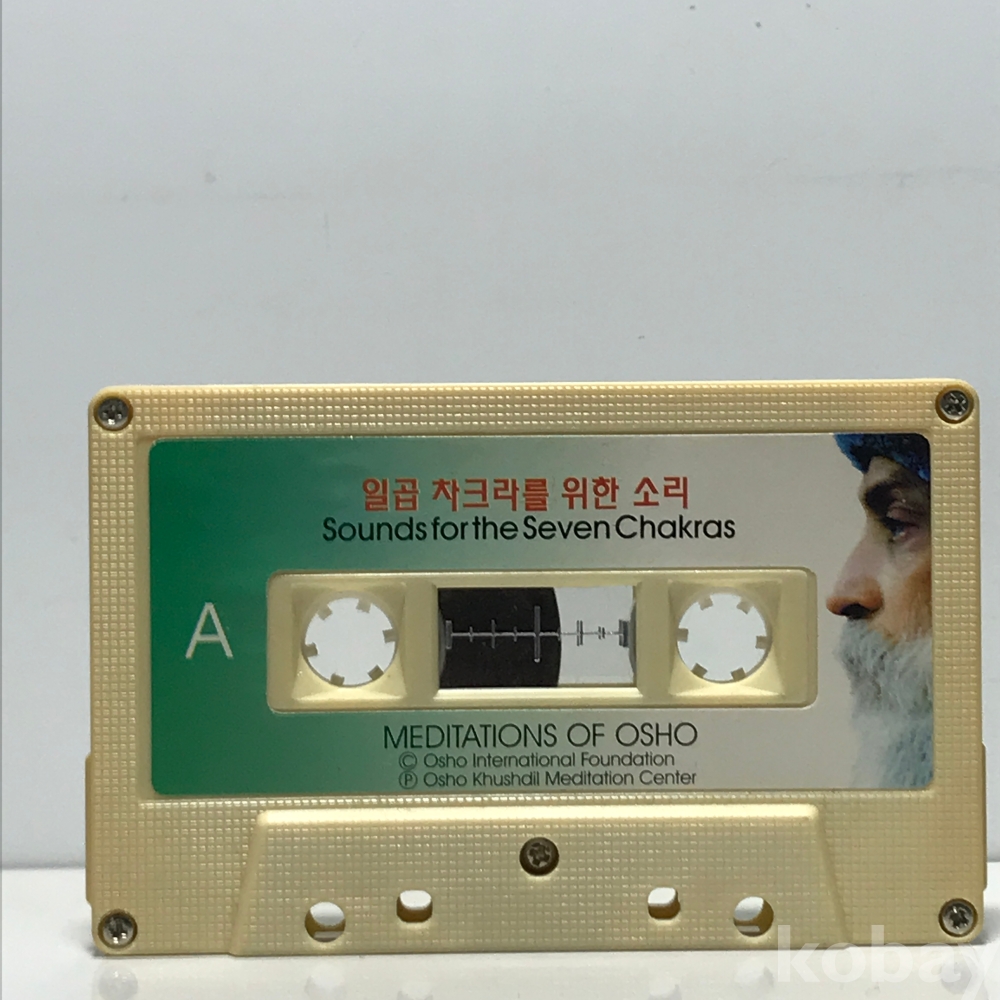 일곱 차크라를 위한 소리
Sounds for the Seven Chakras
A
MEDITATIONS OF OSHO
© Osho International Foundation
℗ Osho Khushdil Meditation Center
kobay